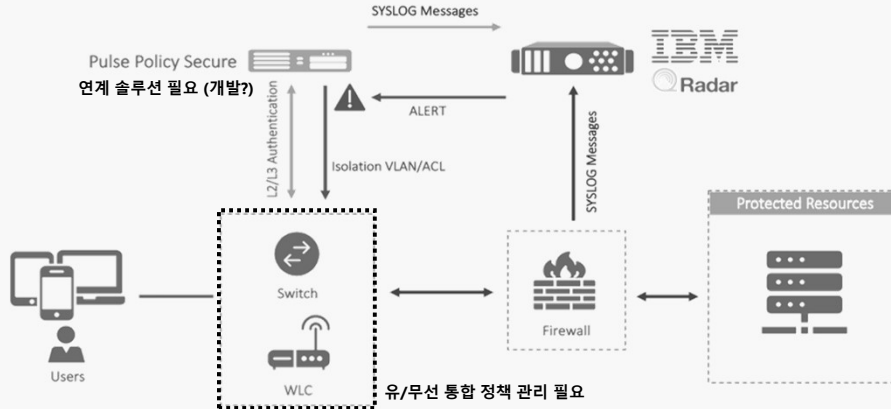 SYSLOG Messages
Pulse Policy Secure
연계 솔루션 필요 (개발?)
IBM
QRadar
ALERT
L2/L3 Authentication
Isolation VLAN/ACL
SYSLOG Messages
Protected Resources
Switch
Firewall
Users
WLC
유/무선 통합 정책 관리 필요